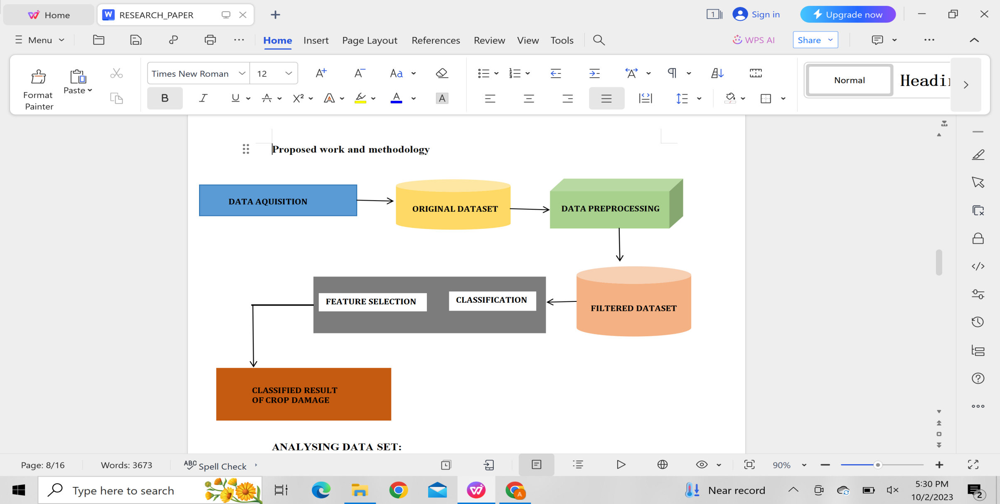 Home
RESEARCH_PAPER
1
Sign in
Upgrade now
Menu
Home
Insert
Page Layout
References
Review
View
Tools
WPS AI
Share
Format
Painter
Paste
Times New Roman
12
Normal
Headi
Proposed work and methodology
DATA AQUISITION
ORIGINAL DATASET
DATA PREPROCESSING
FEATURE SELECTION
CLASSIFICATION
FILTERED DATASET
CLASSIFIED RESULT
OF CROP DAMAGE
ANALYSING DATA SET:
Page: 8/16
Words: 3673
Spell Check
90%
Type here to search
Near record
5:30 PM
10/2/2023
2